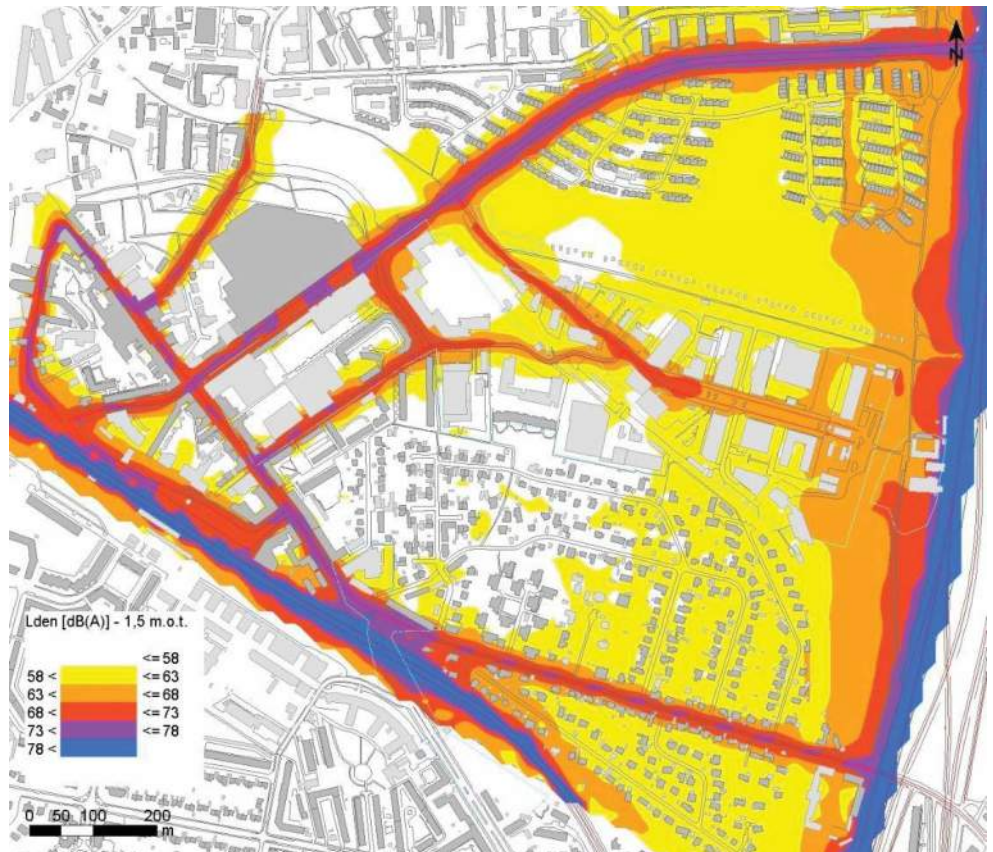 N
Lden [dB(A)] - 1,5 m.o.t.
<= 58
58 < <= 63
63 < <= 68
68 < <= 73
73 < <= 78
78 <
0 50 100 200
m